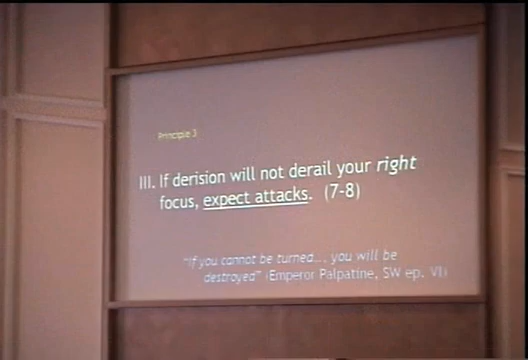 Principle 3
III. If derision will not derail your right
focus, expect attacks. (7-8)
"If you cannot be turned... you will be
destroyed" (Emperor Palpatine, SW ep. VI)